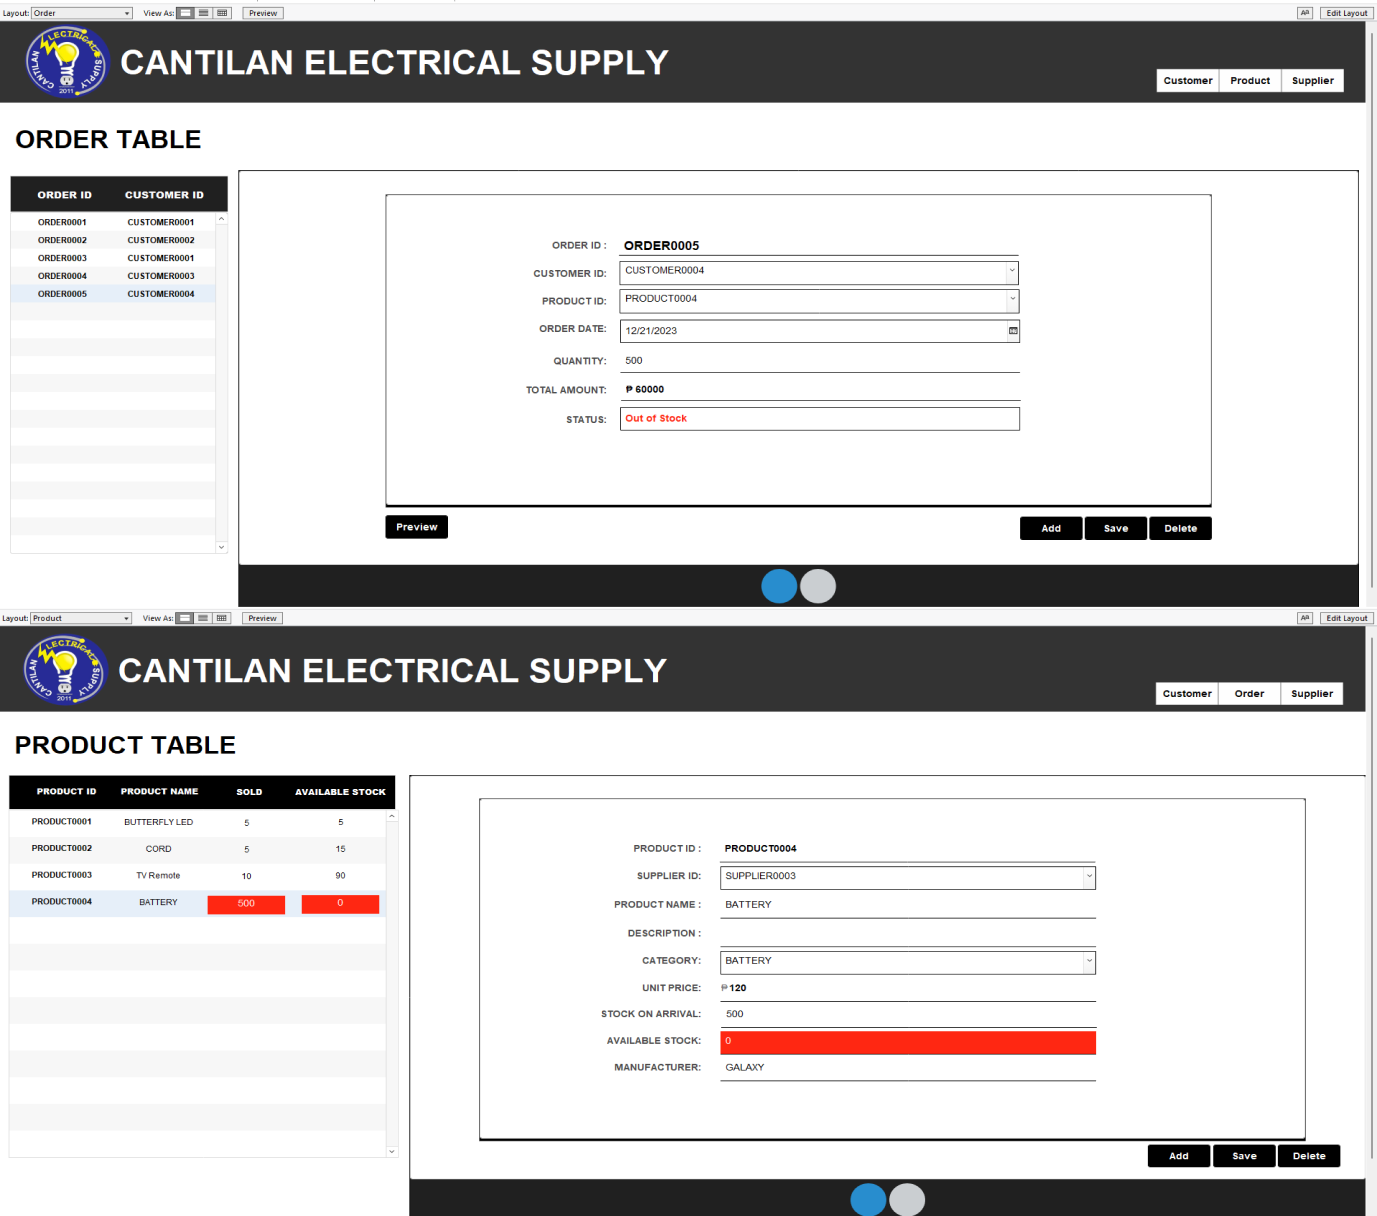 Layout: Order View As: Preview Edit Layout
CANTILAN ELECTRICAL SUPPLY 2011
CANTILAN ELECTRICAL SUPPLY
Customer Product Supplier
ORDER TABLE
ORDER ID CUSTOMER ID
ORDER0001 CUSTOMER0001
ORDER0002 CUSTOMER0002
ORDER0003 CUSTOMER0001
ORDER0004 CUSTOMER0003
ORDER0005 CUSTOMER0004
ORDER ID : ORDER0005
CUSTOMER ID: CUSTOMER0004
PRODUCT ID: PRODUCT0004
ORDER DATE: 12/21/2023
QUANTITY: 500
TOTAL AMOUNT: ₱ 60000
STATUS: Out of Stock
Preview Add Save Delete
Layout: Product View As: Preview Edit Layout
CANTILAN ELECTRICAL SUPPLY 2011
CANTILAN ELECTRICAL SUPPLY
Customer Order Supplier
PRODUCT TABLE
PRODUCT ID PRODUCT NAME SOLD AVAILABLE STOCK
PRODUCT0001 BUTTERFLY LED 5 5
PRODUCT0002 CORD 5 15
PRODUCT0003 TV Remote 10 90
PRODUCT0004 BATTERY 500 0
PRODUCT ID : PRODUCT0004
SUPPLIER ID: SUPPLIER0003
PRODUCT NAME : BATTERY
DESCRIPTION :
CATEGORY: BATTERY
UNIT PRICE: ₱ 120
STOCK ON ARRIVAL: 500
AVAILABLE STOCK: 0
MANUFACTURER: GALAXY
Add Save Delete